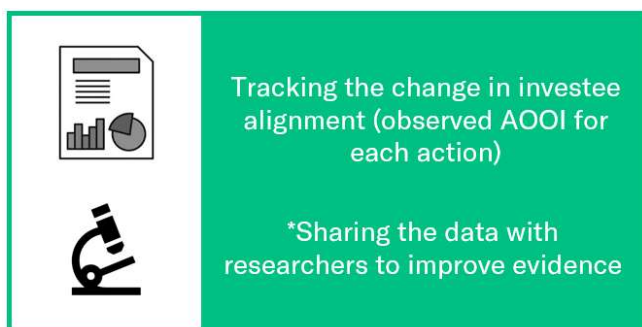 Tracking the change in investee
alignment (observed AOOI for
each action)
*Sharing the data with
researchers to improve evidence